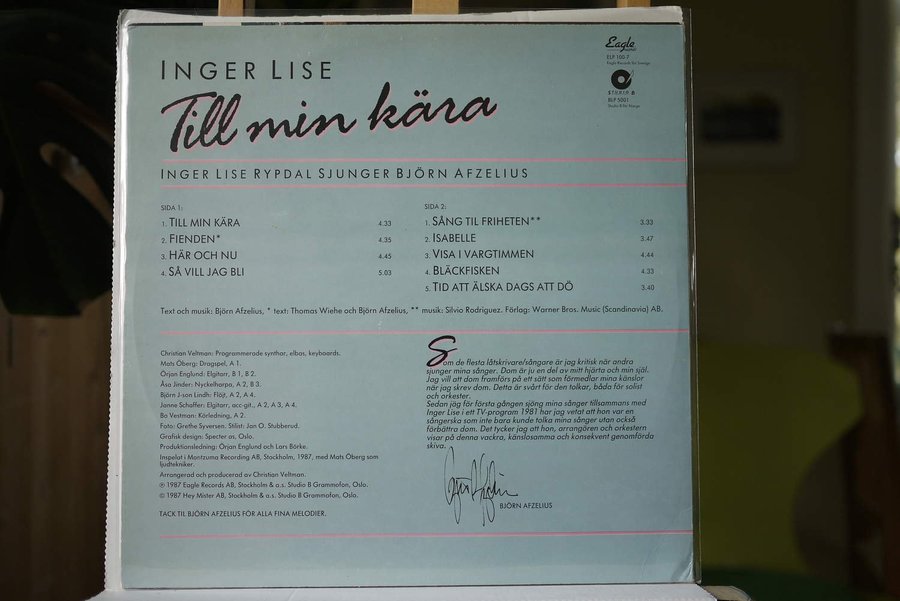 Eagle
ELP 100-7
Eagle Records för Sverige
STUDIO B
BLP 5001
Studio B för Norge
INGER LISE
Till min kära
INGER LISE RYPDAL SJUNGER BJÖRN AFZELIUS
SIDA 1:
1. TILL MIN KÄRA 4.33
2. FIENDEN* 4.35
3. HÄR OCH NU 4.45
4. SÅ VILL JAG BLI 5.03
SIDA 2:
1. SÅNG TIL FRIHETEN** 3.33
2. ISABELLE 3.47
3. VISA I VARGTIMMEN 4.44
4. BLÄCKFISKEN 4.33
5. TID ATT ÄLSKA DAGS ATT DÖ 3.40
Text och musik: Björn Afzelius, * text: Thomas Wiehe och Björn Afzelius, ** musik: Silvio Rodriguez. Förlag: Warner Bros. Music (Scandinavia) AB.
Christian Veltman: Programmerade synthar, elbas, keyboards.
Mats Öberg: Dragspel, A 1.
Örjan Englund: Elgitarr, B 1, B 2.
Åsa Jinder: Nyckelharpa, A 2, B 3.
Björn J:son Lindh: Flöjt, A 2, A 4.
Janne Schaffer: Elgitarr, acc-git., A 2, A 3, A 4.
Bo Vestman: Körledning, A 2.
Foto: Grethe Syversen. Stilist: Jan O. Stubberud.
Grafisk design: Specter as, Oslo.
Produktionsledning: Örjan Englund och Lars Börke.
Inspelat i Montzuma Recording AB, Stockholm, 1987, med Mats Öberg som
ljudtekniker.
Arrangerad och producerad av Christian Veltman.
℗ 1987 Eagle Records AB, Stockholm & a.s. Studio B Grammofon, Oslo.
© 1987 Hey Mister AB, Stockholm & a.s. Studio B Grammofon, Oslo.
TACK TIL BJÖRN AFZELIUS FÖR ALLA FINA MELODIER.
Som de flesta låtskrivare/sångare är jag kritisk när andra
sjunger mina sånger. Dom är ju en del av mitt hjärta och min själ.
Jag vill att dom framförs på ett sätt som förmedlar mina känslor
när jag skrev dom. Detta är svårt för den tolkar, båda för solist
och orkester.
Sedan jag för första gången sjöng mina sånger tillsammans med
Inger Lise i ett TV-program 1981 har jag vetat att hon var en
sångerska som inte bara kunde tolka mina sånger utan också
förbättra dom. Det tycker jag att hon, arrangören och orkestern
visar på denna vackra, känslosamma och konsekvent genomförda
skiva.
BJÖRN AFZELIUS